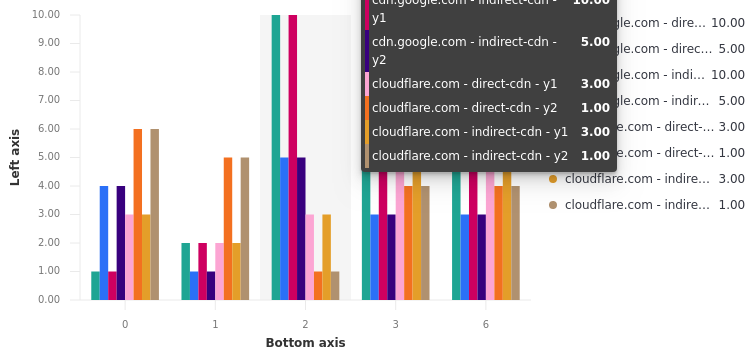 10.00
9.00
8.00
7.00
6.00
5.00
4.00
3.00
2.00
1.00
0.00
Left axis
0
1
2
3
6
Bottom axis
cdn.google.com - indirect-cdn - y1 10.00
cdn.google.com - indirect-cdn - y2 5.00
cloudflare.com - direct-cdn - y1 3.00
cloudflare.com - direct-cdn - y2 1.00
cloudflare.com - indirect-cdn - y1 3.00
cloudflare.com - indirect-cdn - y2 1.00
gle.com - dire... 10.00
gle.com - direc... 5.00
gle.com - indi... 10.00
gle.com - indir... 5.00
e.com - direct-... 3.00
e.com - direct-... 1.00
cloudflare.com - indire... 3.00
cloudflare.com - indire... 1.00